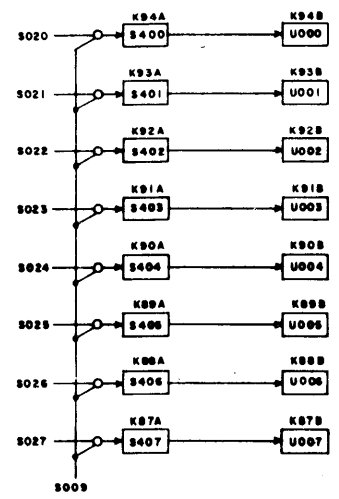 K94A K94B
S020 S400 U000
K93A K93B
S021 S401 U001
K92A K92B
S022 S402 U002
K91A K91B
S023 S403 U003
K90A K90B
S024 S404 U004
K89A K89B
S025 S405 U005
K88A K88B
S026 S406 U006
K87A K87B
S027 S407 U007
S009